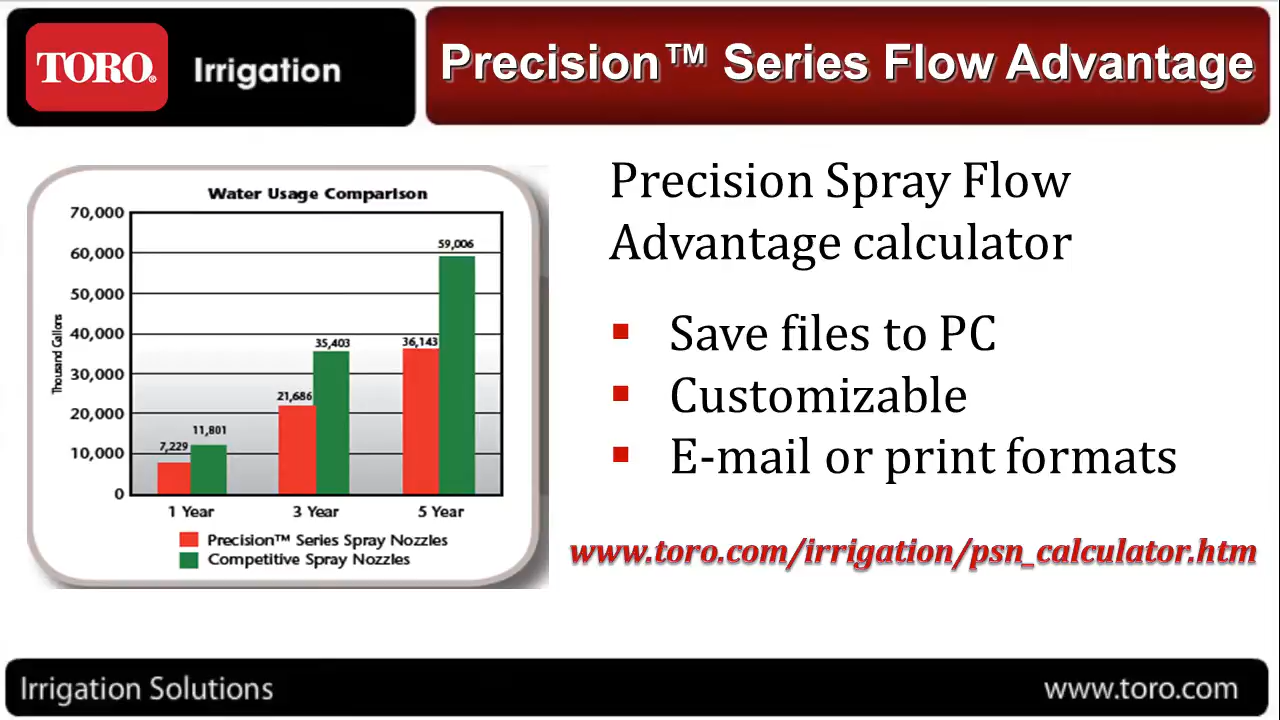 TORO® Irrigation
Precision™ Series Flow Advantage
Water Usage Comparison
70,000
60,000
50,000
40,000
30,000
20,000
10,000
0
Thousand Gallons
7,229
11,801
21,686
35,403
36,143
59,006
1 Year
3 Year
5 Year
Precision™ Series Spray Nozzles
Competitive Spray Nozzles
Precision Spray Flow
Advantage calculator
Save files to PC
Customizable
E-mail or print formats
www.toro.com/irrigation/psn_calculator.htm
Irrigation Solutions
www.toro.com